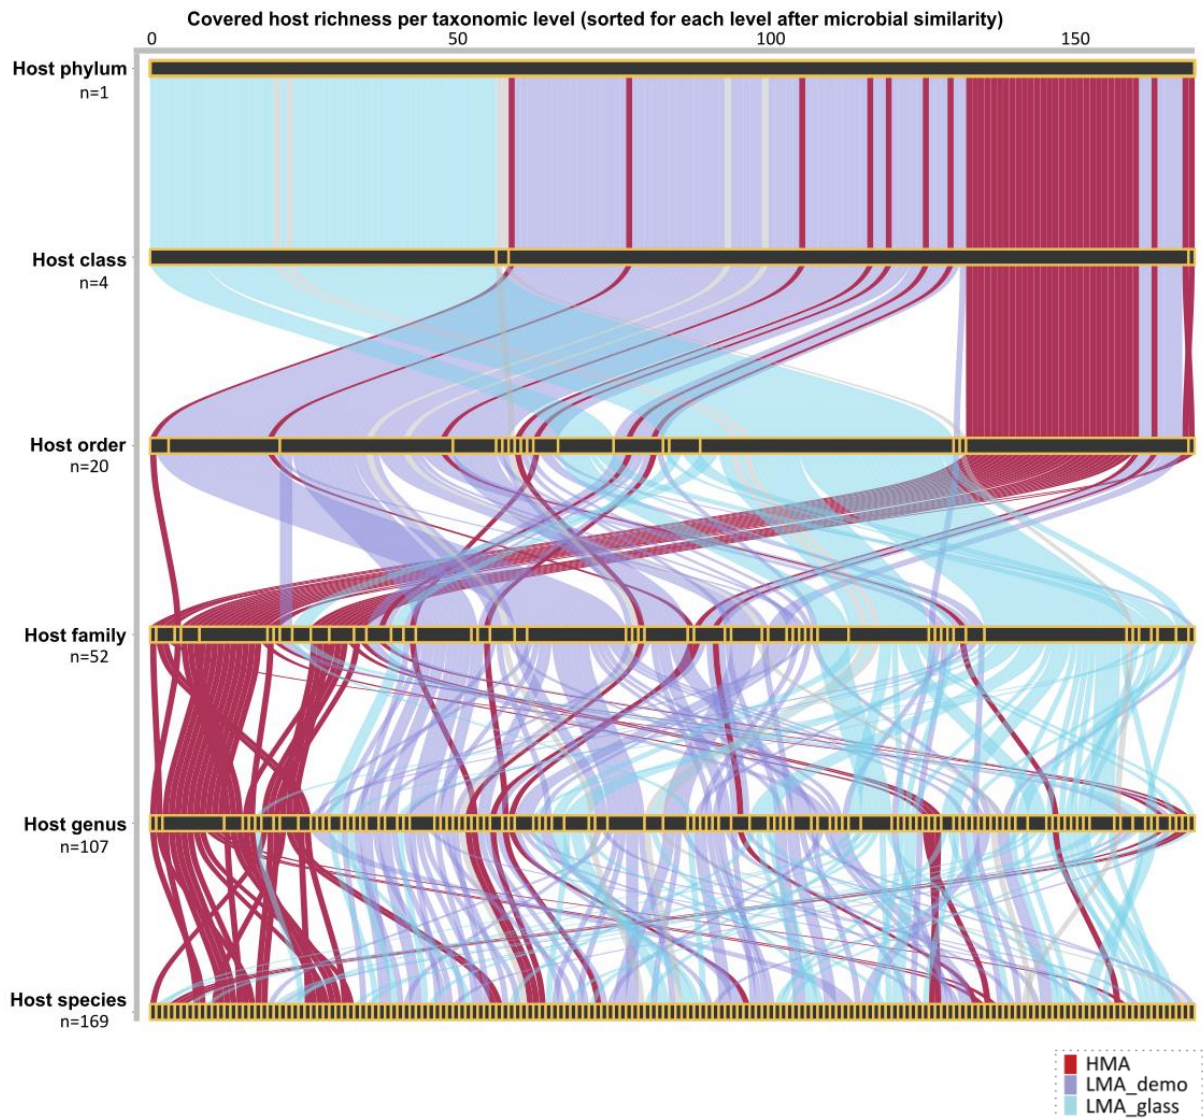 Covered host richness per taxonomic level (sorted for each level after microbial similarity)
0 50 100 150
Host phylum
n=1
Host class
n=4
Host order
n=20
Host family
n=52
Host genus
n=107
Host species
n=169
HMA
LMA_demo
LMA_glass